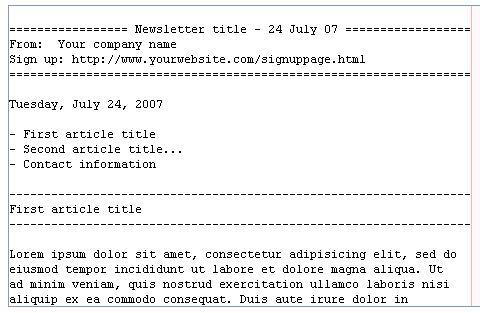 ================= Newsletter title - 24 July 07 ==================
From:  Your company name
Sign up: http://www.yourwebsite.com/signuppage.html
==================================================================
Tuesday, July 24, 2007
- First article title
- Second article title...
- Contact information
------------------------------------------------------------------
First article title
------------------------------------------------------------------
Lorem ipsum dolor sit amet, consectetur adipisicing elit, sed do
eiusmod tempor incididunt ut labore et dolore magna aliqua. Ut
ad minim veniam, quis nostrud exercitation ullamco laboris nisi
aliquip ex ea commodo consequat. Duis aute irure dolor in